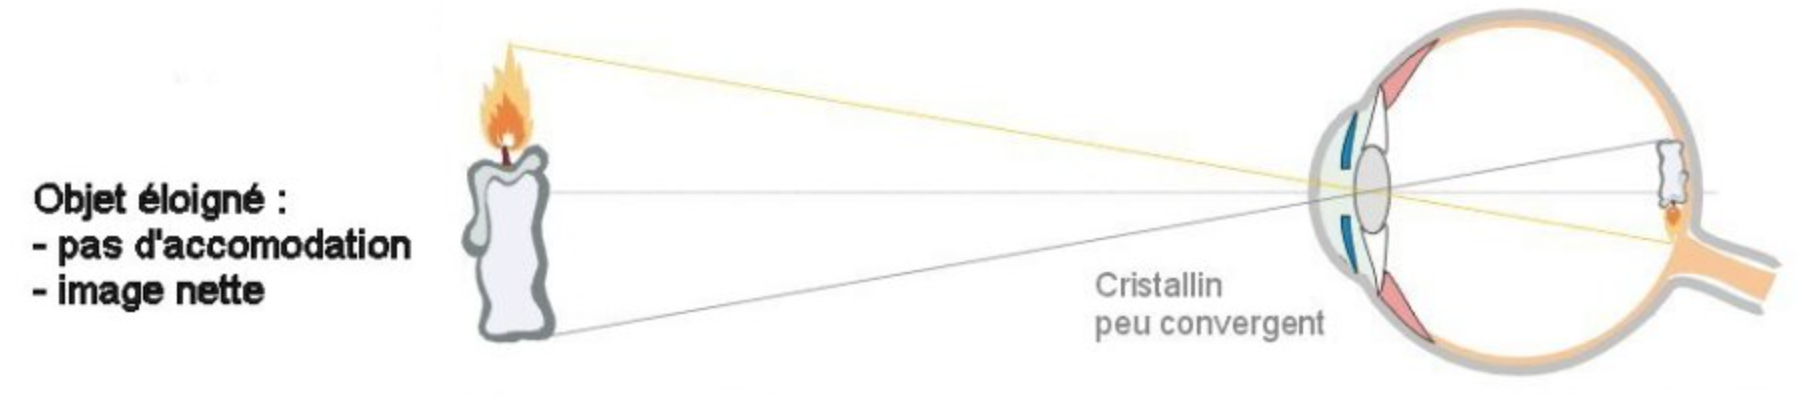 Objet éloigné :
- pas d'accomodation
- image nette
Cristallin
peu convergent